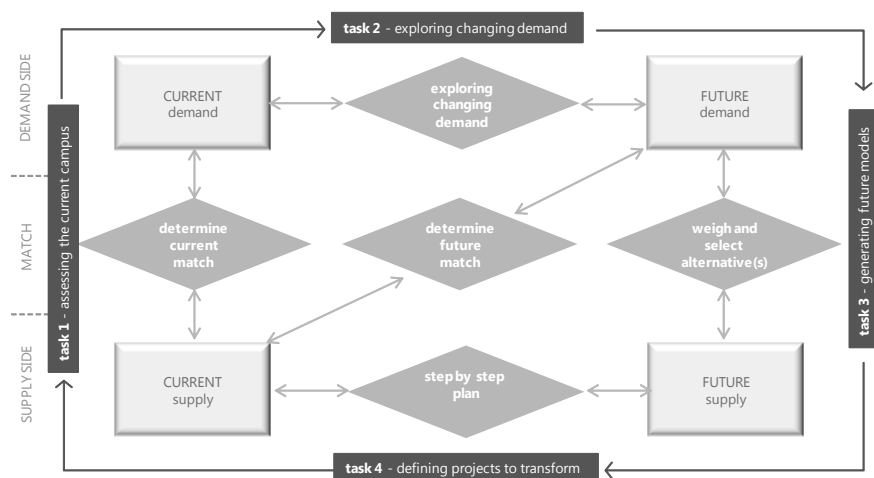 task 2 - exploring changing demand
DEMAND SIDE
MATCH
SUPPLY SIDE
task 1 - assessing the current campus
CURRENT
demand
exploring
changing
demand
FUTURE
demand
determine
current
match
determine
future
match
weigh and
select
alternative(s)
task 3 - generating future models
CURRENT
supply
step by step
plan
FUTURE
supply
task 4 - defining projects to transform